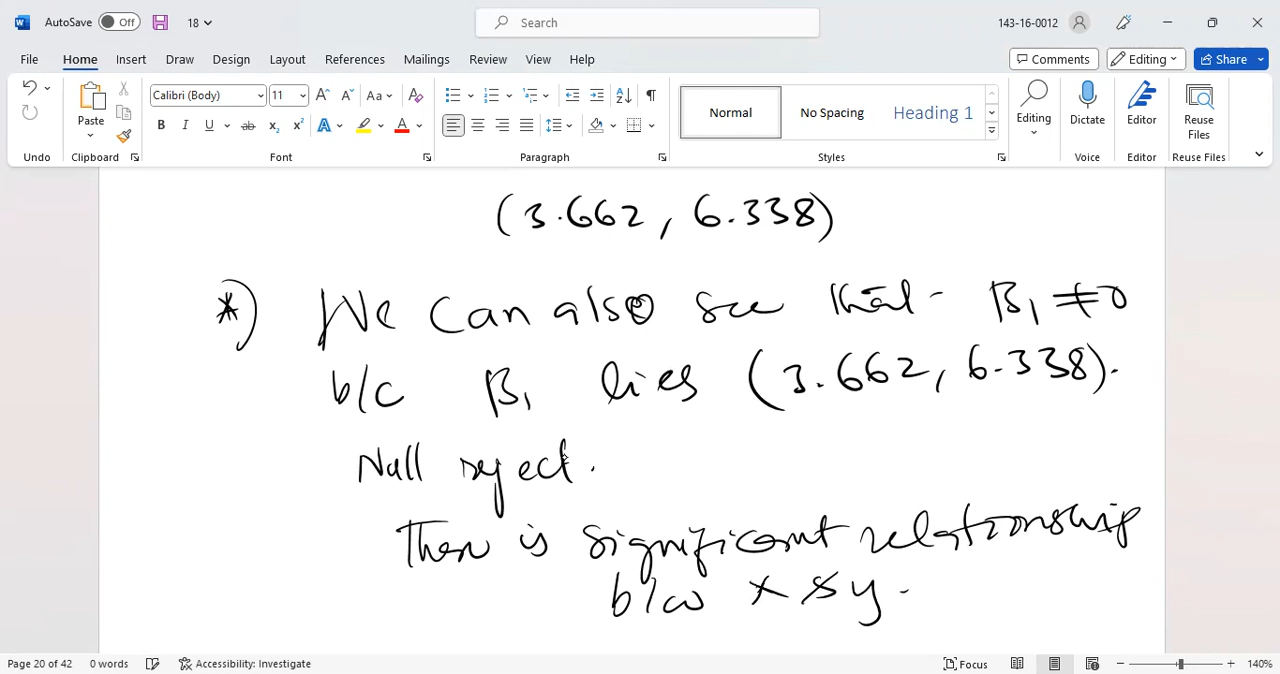 AutoSave Off 18 Search 143-16-0012
File Home Insert Draw Design Layout References Mailings Review View Help Comments Editing Share
Calibri (Body) 11 Aa A A
Paste B I U ab x₂ x² A A Normal No Spacing Heading 1 Editing Dictate Editor Reuse Files
Undo Clipboard Font Paragraph Styles Voice Editor Reuse Files
(3.662, 6.338)
*) We can also see that β₁ ≠ 0
b/c β₁ lies (3.662, 6.338).
Null reject.
There is significant relationship
b/w x & y.
Page 20 of 42 0 words Accessibility: Investigate Focus 140%